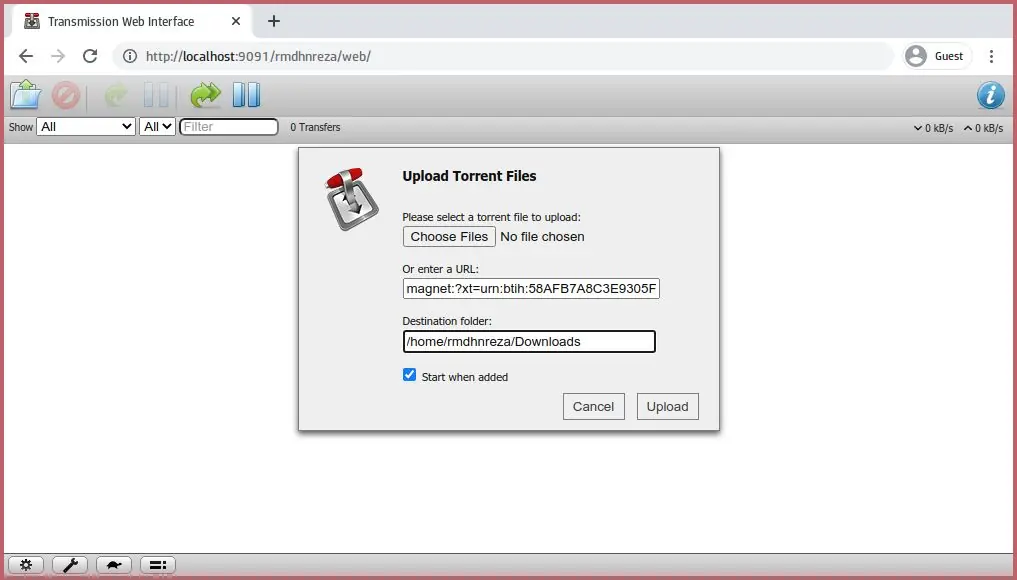 Transmission Web Interface
http://localhost:9091/rmdhnreza/web/
Guest
Show All All Filter 0 Transfers 0 kB/s 0 kB/s
Upload Torrent Files
Please select a torrent file to upload:
Choose Files No file chosen
Or enter a URL:
magnet:?xt=urn:btih:58AFB7A8C3E9305F
Destination folder:
/home/rmdhnreza/Downloads
Start when added
Cancel Upload